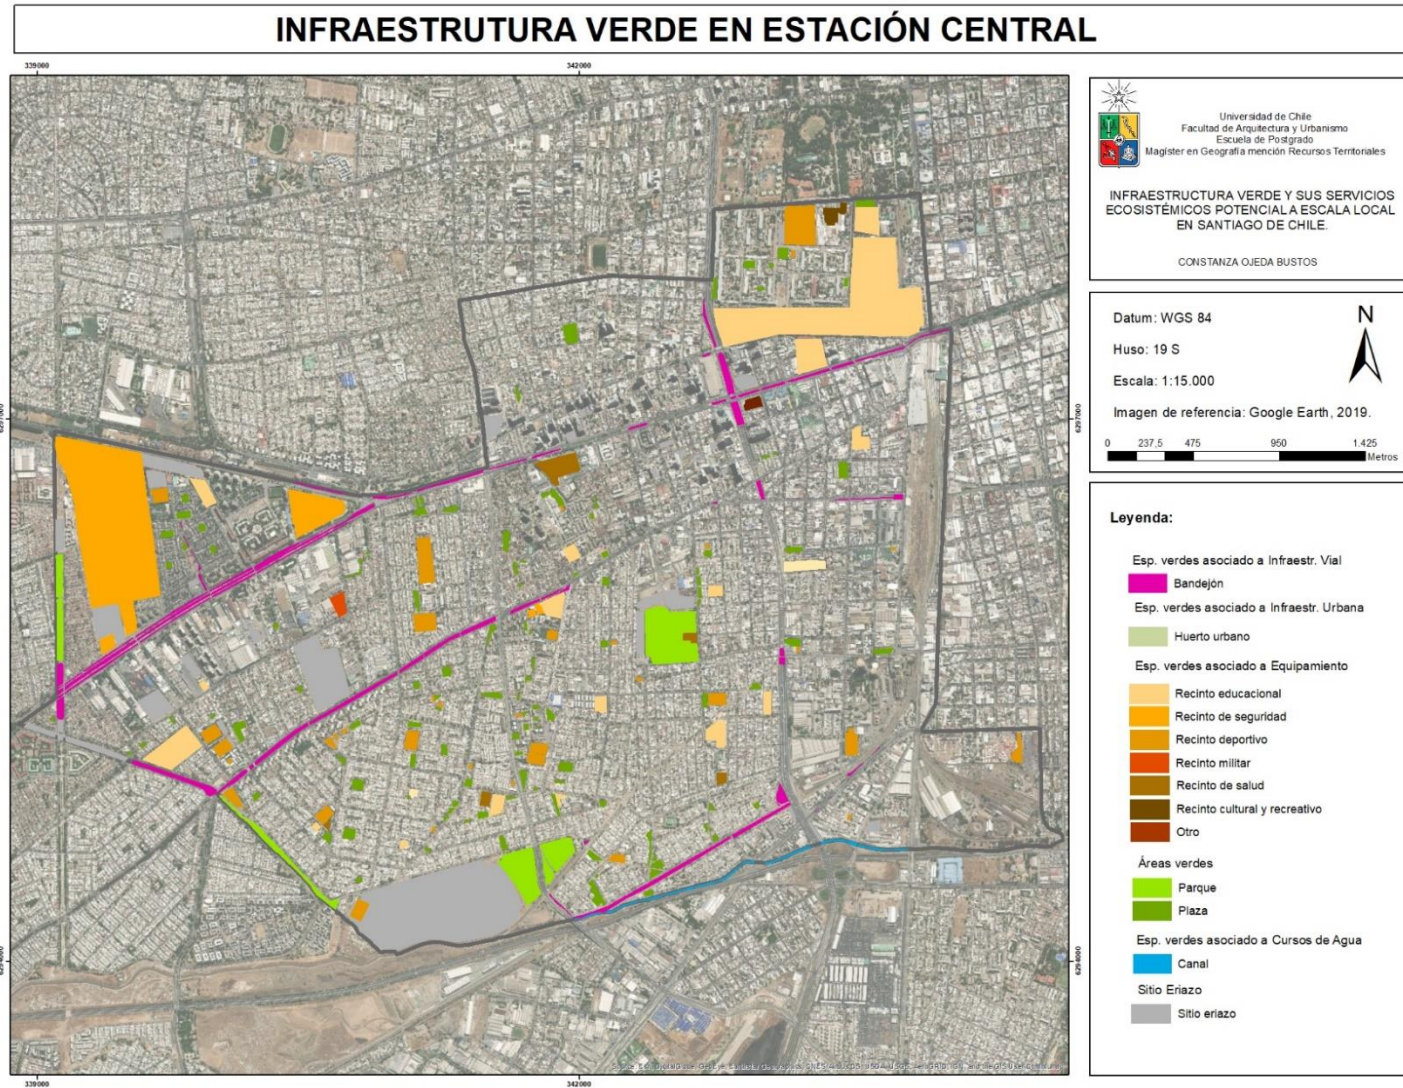 INFRAESTRUTURA VERDE EN ESTACIÓN CENTRAL
339000
342000
6297000
6297000
6294000
6294000
339000
342000
Universidad de Chile
Facultad de Arquitectura y Urbanismo
Escuela de Postgrado
Magíster en Geografía mención Recursos Territoriales
INFRAESTRUCTURA VERDE Y SUS SERVICIOS
ECOSISTÉMICOS POTENCIAL A ESCALA LOCAL
EN SANTIAGO DE CHILE.
CONSTANZA OJEDA BUSTOS
Datum: WGS 84
Huso: 19 S
Escala: 1:15.000
Imagen de referencia: Google Earth, 2019.
N
0 237,5 475 950 1.425
Metros
Leyenda:
Esp. verdes asociado a Infraestr. Vial
Bandejón
Esp. verdes asociado a Infraestr. Urbana
Huerto urbano
Esp. verdes asociado a Equipamiento
Recinto educacional
Recinto de seguridad
Recinto deportivo
Recinto militar
Recinto de salud
Recinto cultural y recreativo
Otro
Áreas verdes
Parque
Plaza
Esp. verdes asociado a Cursos de Agua
Canal
Sitio Eriazo
Sitio eriazo